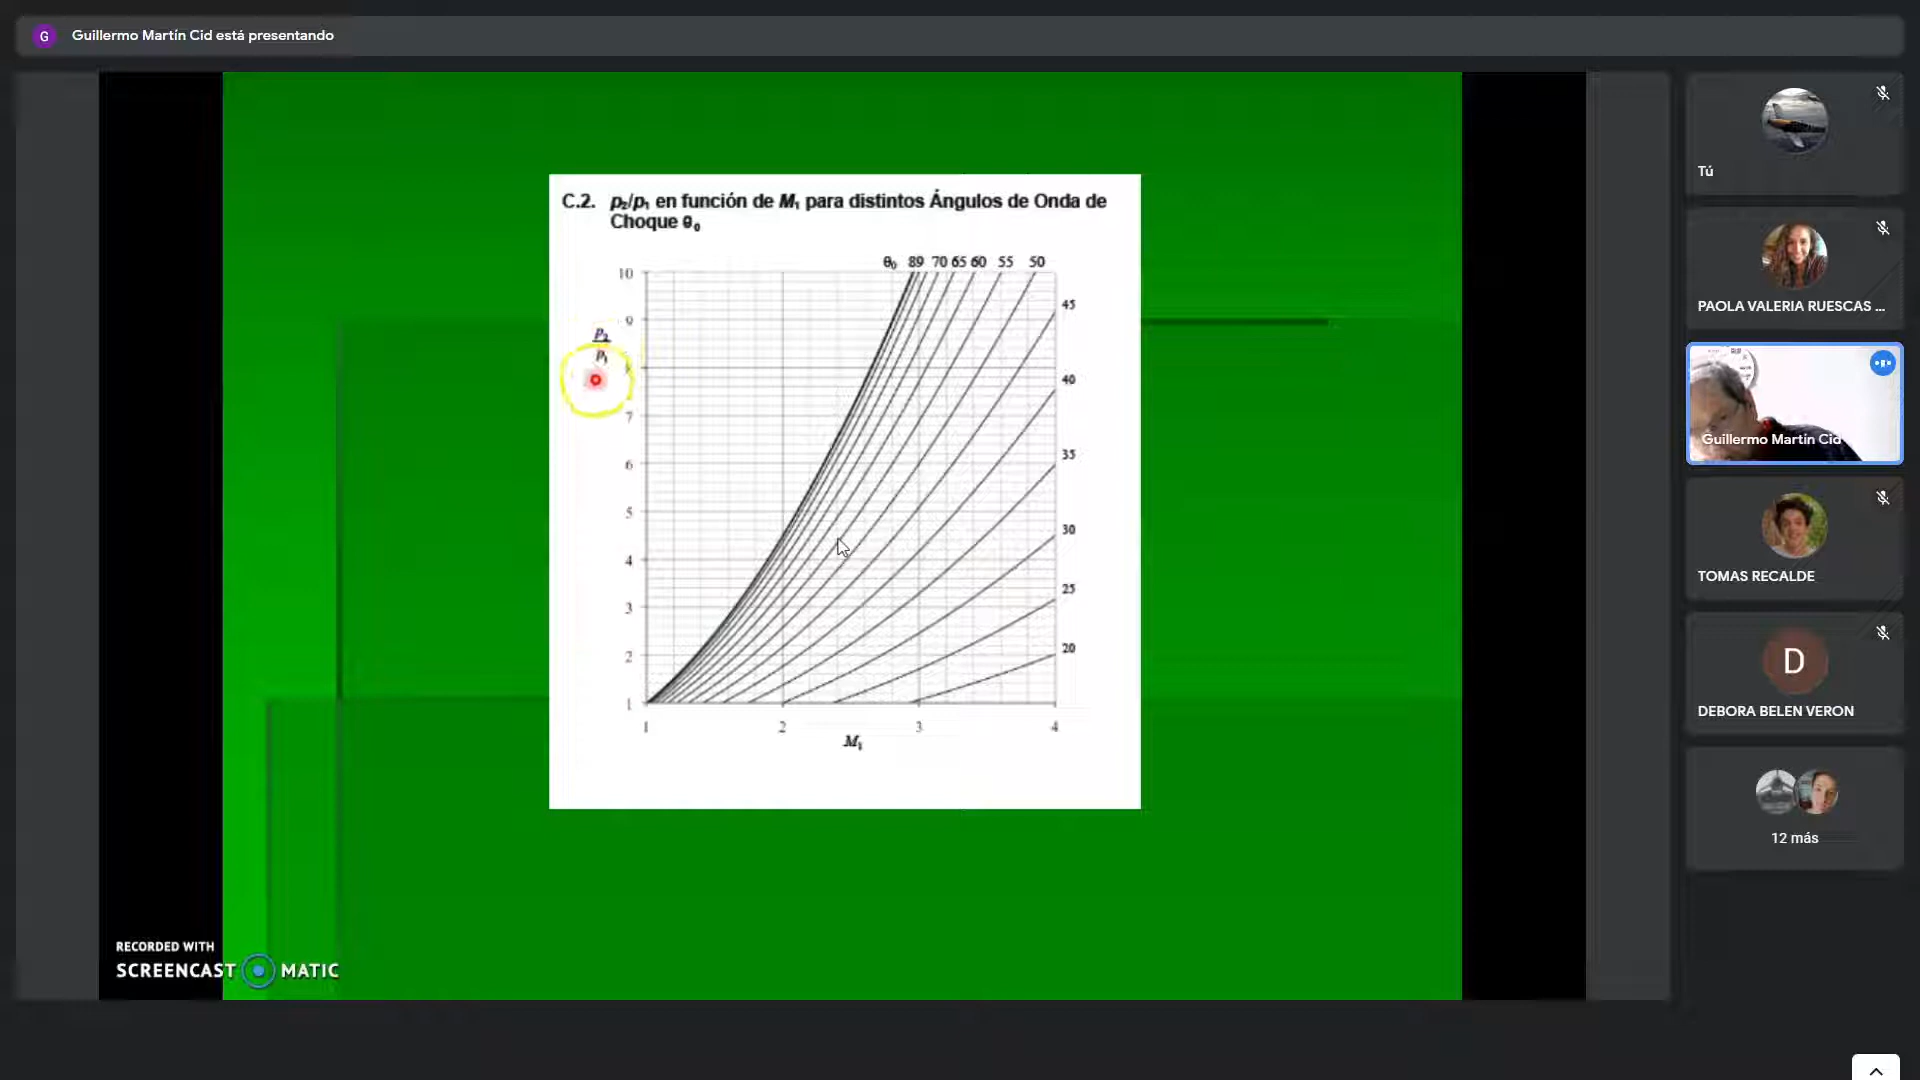 G Guillermo Martín Cid está presentando
C.2. p₂/p₁ en función de M₁ para distintos Ángulos de Onda de
Choque θ₀
θ₀ 89 70 65 60 55 50
10
9
p₂
p₁
7
6
5
4
3
2
1
45
40
35
30
25
20
1 2 3 4
M₁
RECORDED WITH
SCREENCAST MATIC
Tú
PAOLA VALERIA RUESCAS ...
Guillermo Martín Cid
TOMAS RECALDE
D
DEBORA BELEN VERON
12 más